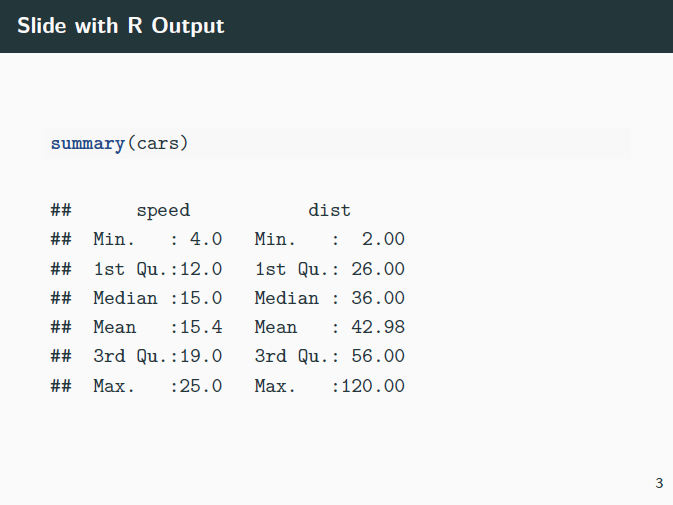 Slide with R Output
summary(cars)
##      speed           dist
##  Min.   : 4.0   Min.   :  2.00
##  1st Qu.:12.0   1st Qu.: 26.00
##  Median :15.0   Median : 36.00
##  Mean   :15.4   Mean   : 42.98
##  3rd Qu.:19.0   3rd Qu.: 56.00
##  Max.   :25.0   Max.   :120.00
3